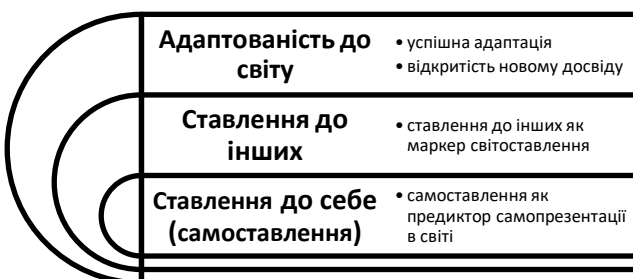 Адаптованість до
світу
• успішна адаптація
• відкритість новому досвіду
Ставлення до
інших
• ставлення до інших як
маркер світоставлення
Ставлення до себе
(самоставлення)
• самоставлення як
предиктор самопрезентації
в світі